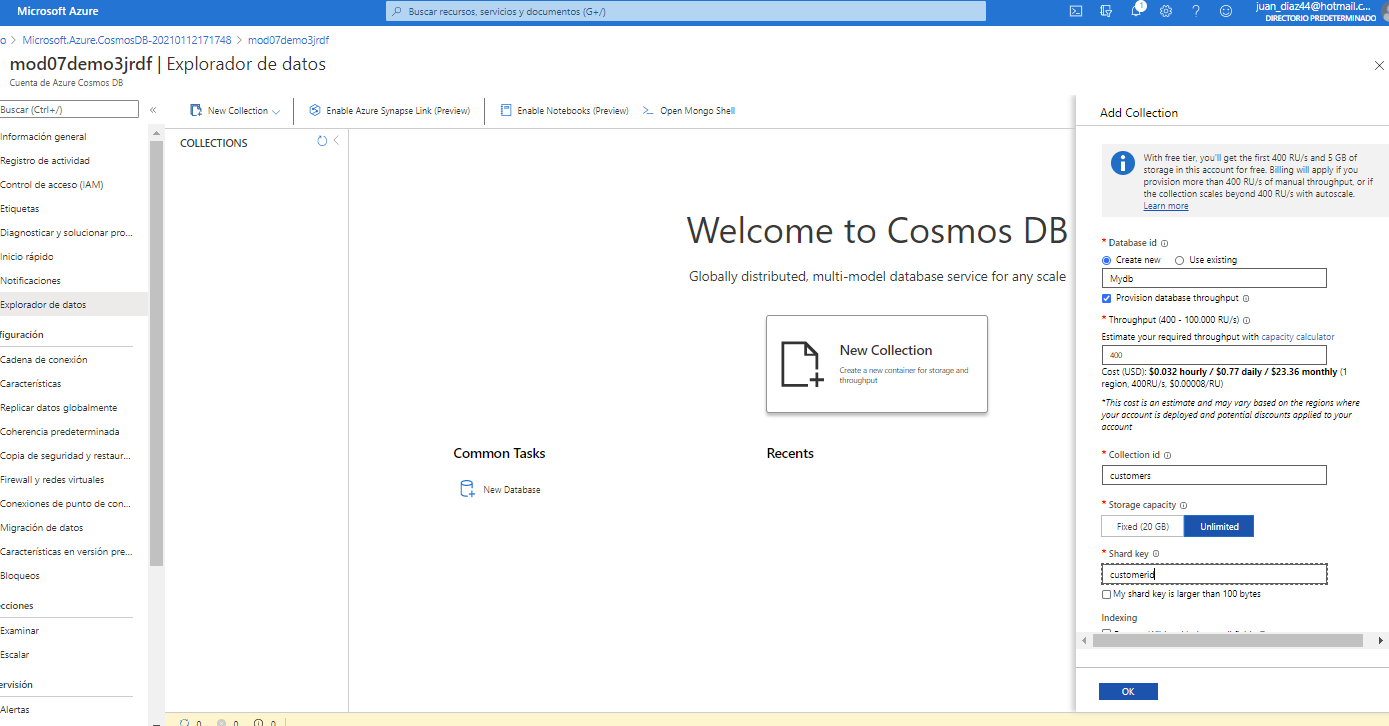 Microsoft Azure
Buscar recursos, servicios y documentos (G+/)
1
juan_diaz44@hotmail.c...
DIRECTORIO PREDETERMINADO
o > Microsoft.Azure.CosmosDB-20210112171748 > mod07demo3jrdf
mod07demo3jrdf | Explorador de datos
Cuenta de Azure Cosmos DB
Buscar (Ctrl+/)
«
Información general
Registro de actividad
Control de acceso (IAM)
Etiquetas
Diagnosticar y solucionar pro...
Inicio rápido
Notificaciones
Explorador de datos
figuración
Cadena de conexión
Características
Replicar datos globalmente
Coherencia predeterminada
Copia de seguridad y restaur...
Firewall y redes virtuales
Conexiones de punto de con...
Migración de datos
Características en versión pre...
Bloqueos
cciones
Examinar
Escalar
ervisión
Alertas
New Collection
Enable Azure Synapse Link (Preview)
Enable Notebooks (Preview)
Open Mongo Shell
COLLECTIONS
Welcome to Cosmos DB
Globally distributed, multi-model database service for any scale
New Collection
Create a new container for storage and
throughput
Common Tasks
New Database
Recents
0 0 0
Add Collection
With free tier, you'll get the first 400 RU/s and 5 GB of
storage in this account for free. Billing will apply if you
provision more than 400 RU/s of manual throughput, or if
the collection scales beyond 400 RU/s with autoscale.
Learn more
* Database id
Create new Use existing
Mydb
Provision database throughput
* Throughput (400 - 100.000 RU/s)
Estimate your required throughput with capacity calculator
400
Cost (USD): $0.032 hourly / $0.77 daily / $23.36 monthly (1
region, 400RU/s, $0.00008/RU)
*This cost is an estimate and may vary based on the regions where
your account is deployed and potential discounts applied to your
account
* Collection id
customers
* Storage capacity
Fixed (20 GB) Unlimited
* Shard key
customerid
My shard key is larger than 100 bytes
Indexing
OK